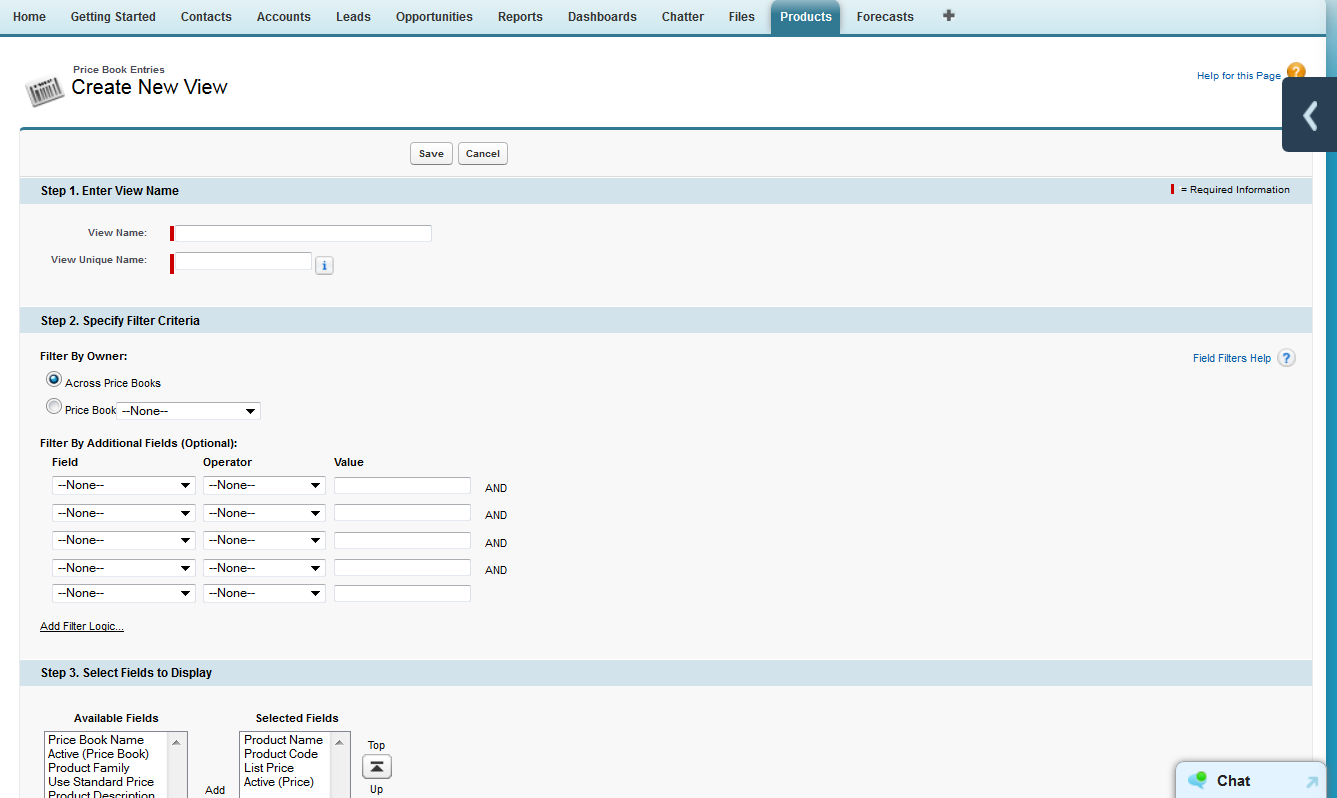 Home Getting Started Contacts Accounts Leads Opportunities Reports Dashboards Chatter Files Products Forecasts
Price Book Entries
Create New View
Help for this Page ?
Save Cancel
Step 1. Enter View Name
= Required Information
View Name:
View Unique Name:
i
Step 2. Specify Filter Criteria
Filter By Owner:
Field Filters Help ?
Across Price Books
Price Book --None--
Filter By Additional Fields (Optional):
Field Operator Value
--None-- --None-- AND
--None-- --None-- AND
--None-- --None-- AND
--None-- --None-- AND
--None-- --None--
Add Filter Logic...
Step 3. Select Fields to Display
Available Fields Selected Fields
Price Book Name Product Name Top
Active (Price Book) Product Code
Product Family List Price
Use Standard Price Active (Price)
Product Description Add Up
Chat